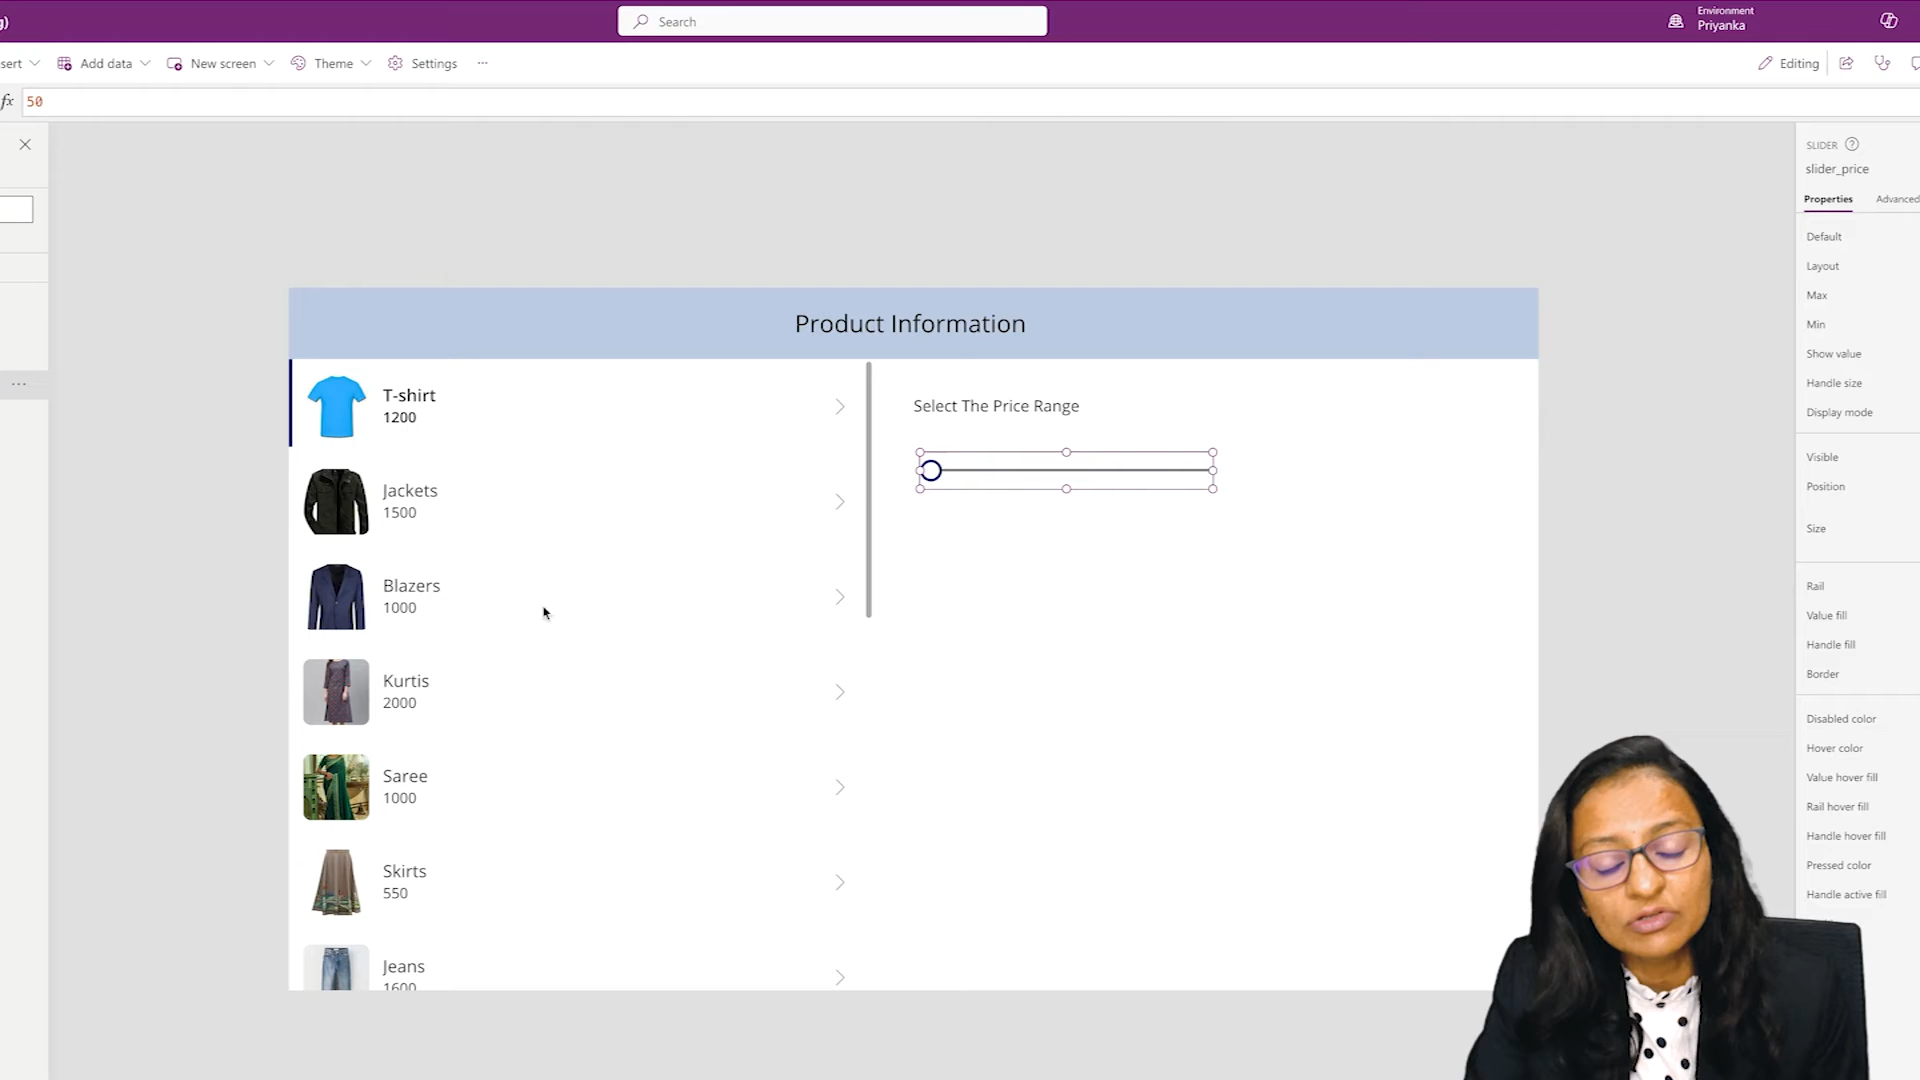 g)
Search
Environment
Priyanka
sert
Add data
New screen
Theme
Settings
Editing
fx
50
SLIDER
slider_price
Properties
Advanced
Default
Layout
Max
Min
Show value
Handle size
Display mode
Visible
Position
Size
Rail
Value fill
Handle fill
Border
Disabled color
Hover color
Value hover fill
Rail hover fill
Handle hover fill
Pressed color
Handle active fill
Product Information
T-shirt
1200
Jackets
1500
Blazers
1000
Kurtis
2000
Saree
1000
Skirts
550
Jeans
1600
Select The Price Range